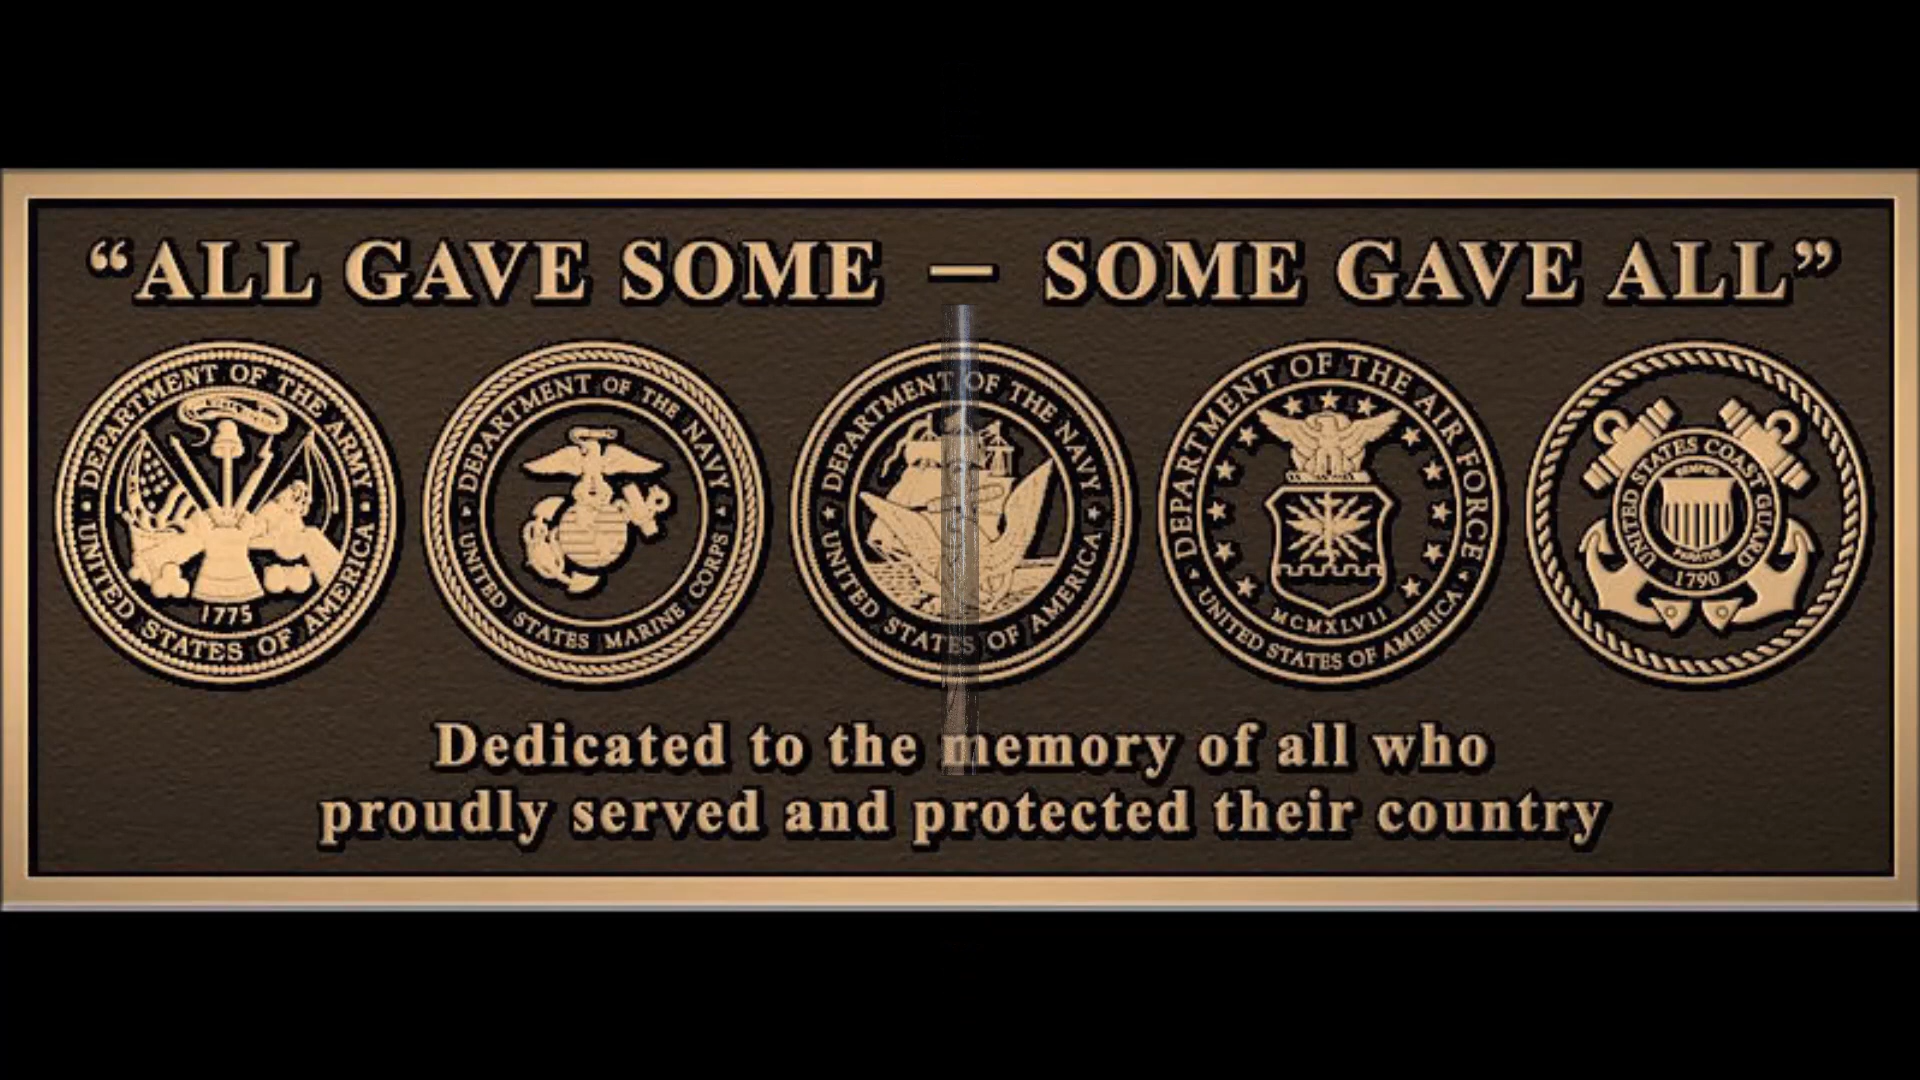 “ALL GAVE SOME – SOME GAVE ALL”
DEPARTMENT OF THE ARMY
UNITED STATES OF AMERICA
1775
DEPARTMENT OF THE NAVY
UNITED STATES MARINE CORPS
DEPARTMENT OF THE NAVY
UNITED STATES OF AMERICA
DEPARTMENT OF THE AIR FORCE
MCMXLVII
UNITED STATES OF AMERICA
UNITED STATES COAST GUARD
SEMPER
PARATUS
1790
Dedicated to the memory of all who
proudly served and protected their country